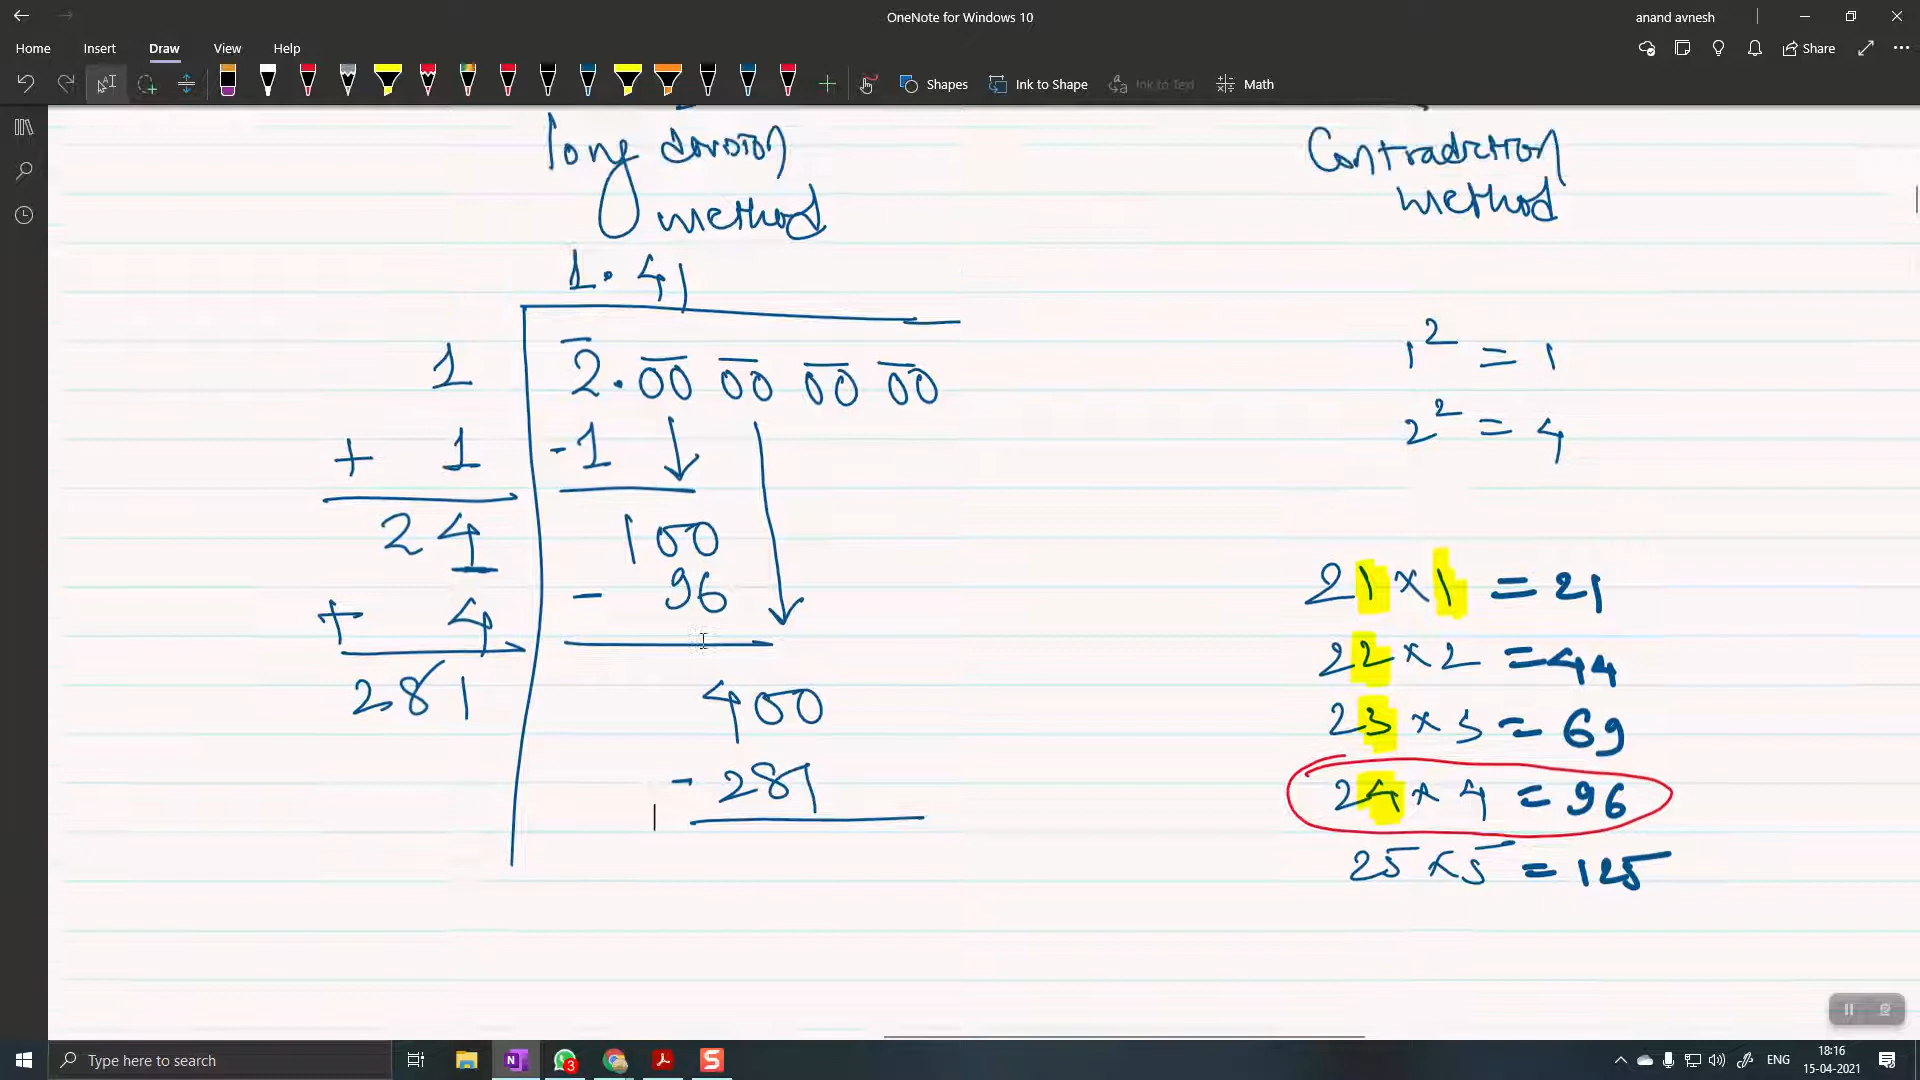 OneNote for Windows 10
anand avnesh
Home Insert Draw View Help
Share
Shapes Ink to Shape Ink to Text Math
long division
method
1.41
1 2.00 00 00 00
+ 1 -1
24 100
+ 4 - 96
281 400
- 281
Contradiction
method
1² = 1
2² = 4
21 × 1 = 21
22 × 2 = 44
23 × 3 = 69
24 × 4 = 96
25 × 5 = 125
Type here to search
3
ENG
18:16
15-04-2021